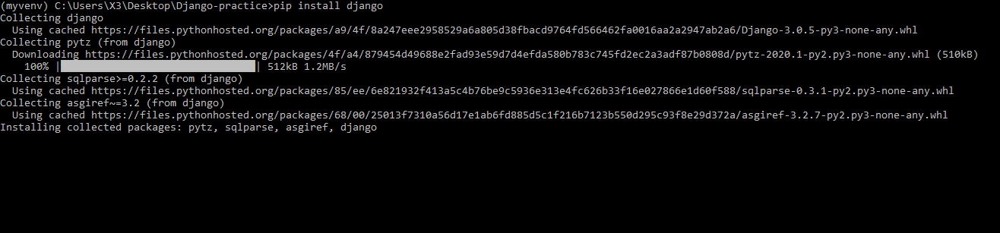 (myvenv) C:\Users\X3\Desktop\Django-practice>pip install django
Collecting django
  Using cached https://files.pythonhosted.org/packages/a9/4f/8a247eee2958529a6a805d38fbacd9764fd566462fa0016aa2a2947ab2a6/Django-3.0.5-py3-none-any.whl
Collecting pytz (from django)
  Downloading https://files.pythonhosted.org/packages/4f/a4/879454d49688e2fad93e59d7d4efda580b783c745fd2ec2a3adf87b0808d/pytz-2020.1-py2.py3-none-any.whl (510kB)
    100% |████████████████████████████████| 512kB 1.2MB/s
Collecting sqlparse>=0.2.2 (from django)
  Using cached https://files.pythonhosted.org/packages/85/ee/6e821932f413a5c4b76be9c5936e313e4fc626b33f16e027866e1d60f588/sqlparse-0.3.1-py2.py3-none-any.whl
Collecting asgiref~=3.2 (from django)
  Using cached https://files.pythonhosted.org/packages/68/00/25013f7310a56d17e1ab6fd885d5c1f216b7123b550d295c93f8e29d372a/asgiref-3.2.7-py2.py3-none-any.whl
Installing collected packages: pytz, sqlparse, asgiref, django